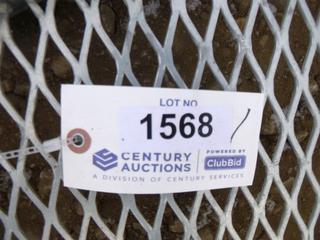 LOT NO
1568 /
CENTURY
AUCTIONS
POWERED BY
ClubBid
A DIVISION OF CENTURY SERVICES